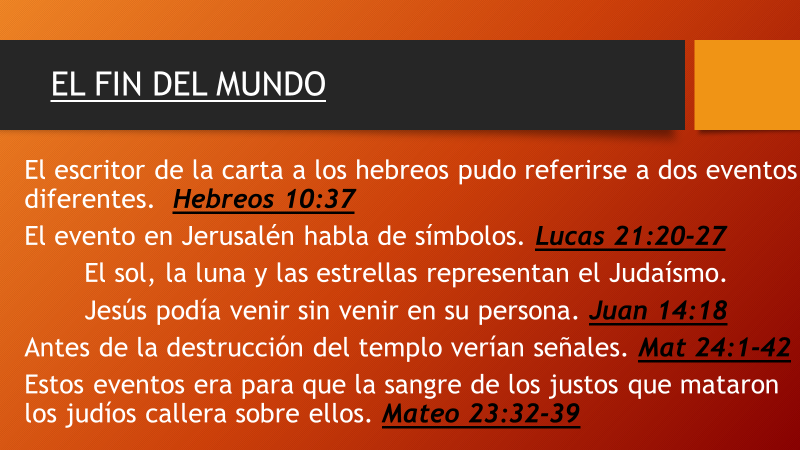 EL FIN DEL MUNDO
El escritor de la carta a los hebreos pudo referirse a dos eventos
diferentes. Hebreos 10:37
El evento en Jerusalén habla de símbolos. Lucas 21:20-27
El sol, la luna y las estrellas representan el Judaísmo.
Jesús podía venir sin venir en su persona. Juan 14:18
Antes de la destrucción del templo verían señales. Mat 24:1-42
Estos eventos era para que la sangre de los justos que mataron
los judíos callera sobre ellos. Mateo 23:32-39